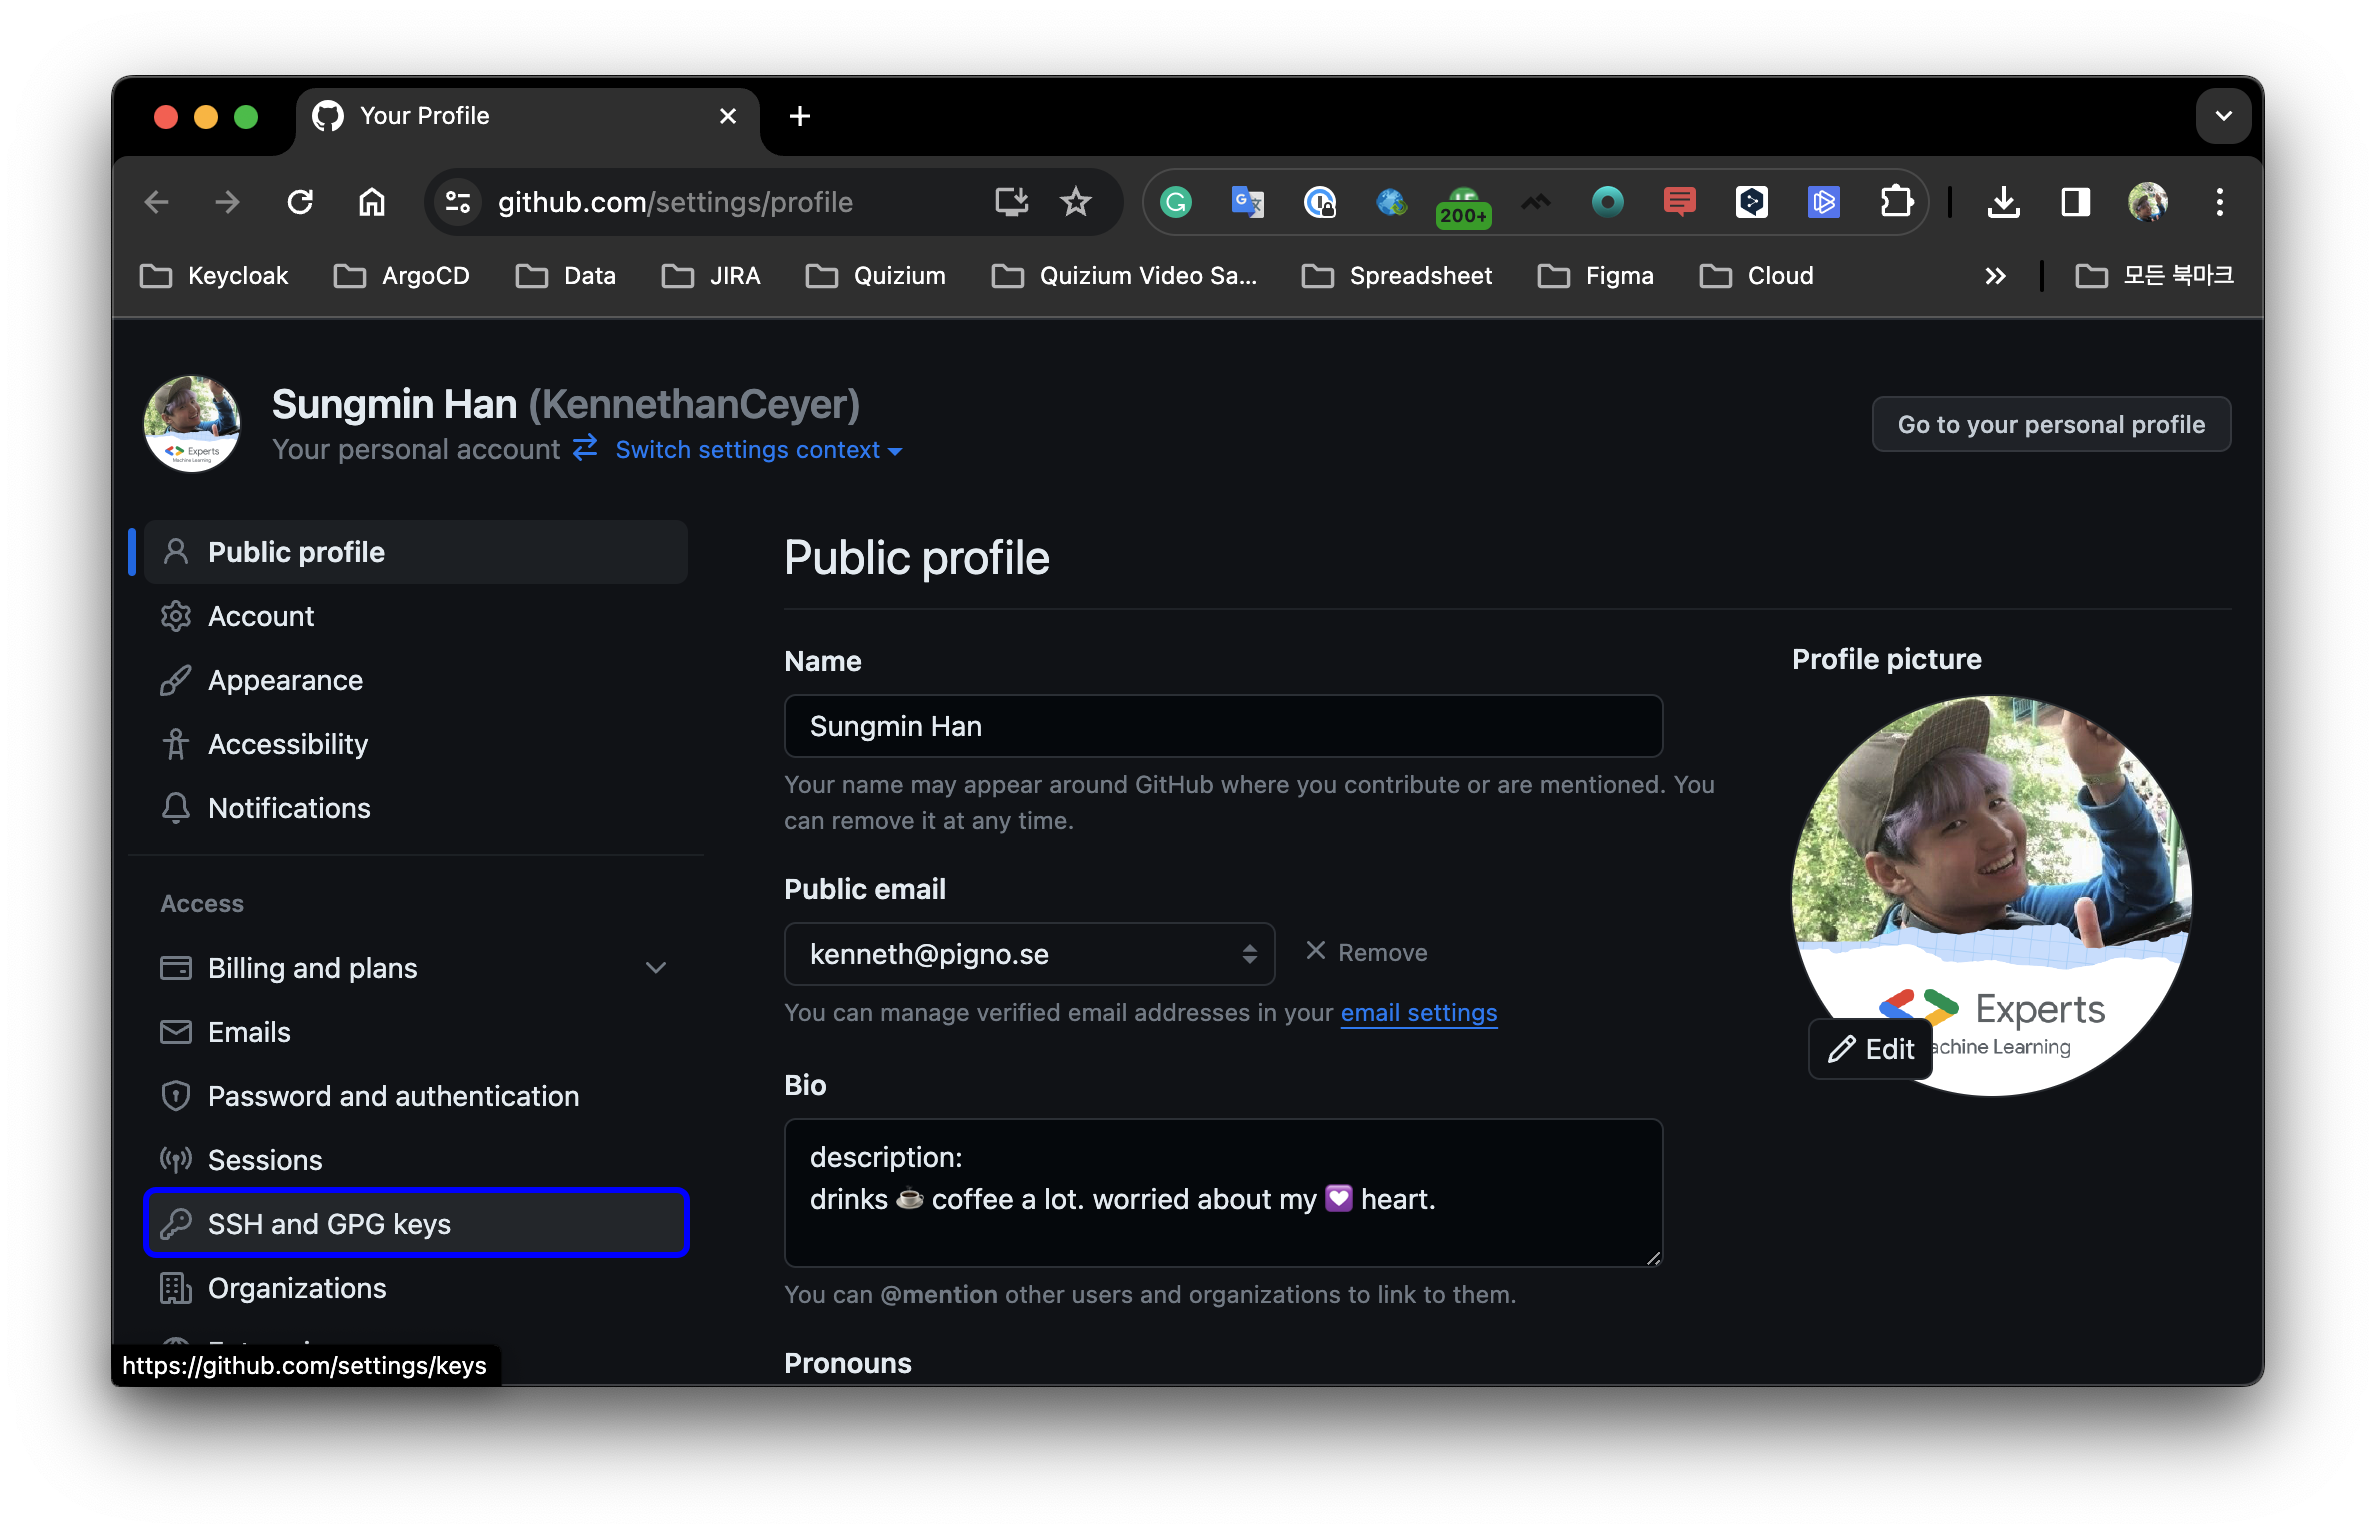 Your Profile
github.com/settings/profile
200+
Keycloak
ArgoCD
Data
JIRA
Quizium
Quizium Video Sa...
Spreadsheet
Figma
Cloud
모든 북마크
Sungmin Han (KennethanCeyer)
Your personal account
Switch settings context
Experts
Machine Learning
Go to your personal profile
Public profile
Account
Appearance
Accessibility
Notifications
Access
Billing and plans
Emails
Password and authentication
Sessions
SSH and GPG keys
Organizations
https://github.com/settings/keys
Public profile
Name
Sungmin Han
Your name may appear around GitHub where you contribute or are mentioned. You
can remove it at any time.
Public email
kenneth@pigno.se
Remove
You can manage verified email addresses in your email settings
Bio
description:
drinks ☕ coffee a lot. worried about my 💟 heart.
You can @mention other users and organizations to link to them.
Pronouns
Profile picture
Experts
achine Learning
Edit